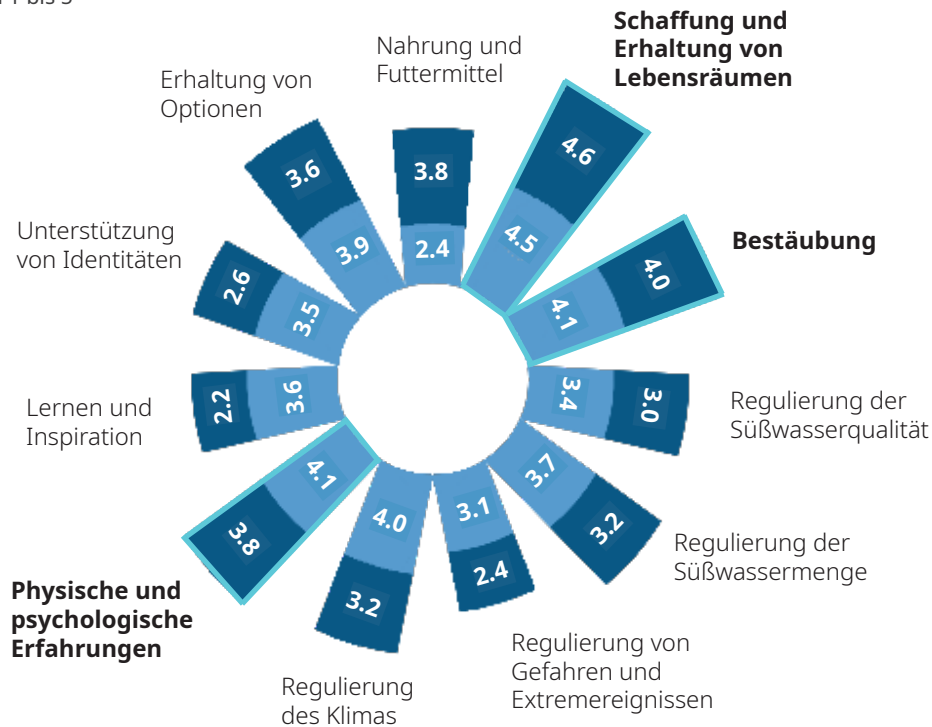 Schaffung und
Erhaltung von
Lebensräumen
Nahrung und
Futtermittel
Erhaltung von
Optionen
4.6
3.8
3.6
4.5
2.4
3.9
Unterstützung
von Identitäten
Bestäubung
2.6
3.5
4.0
4.1
Lernen und
Inspiration
2.2
3.6
3.4
3.0
Regulierung der
Süßwasserqualität
4.1
3.8
4.0
3.2
3.1
2.4
3.7
3.2
Regulierung der
Süßwassermenge
Physische und
psychologische
Erfahrungen
Regulierung von
Gefahren und
Extremereignissen
Regulierung
des Klimas